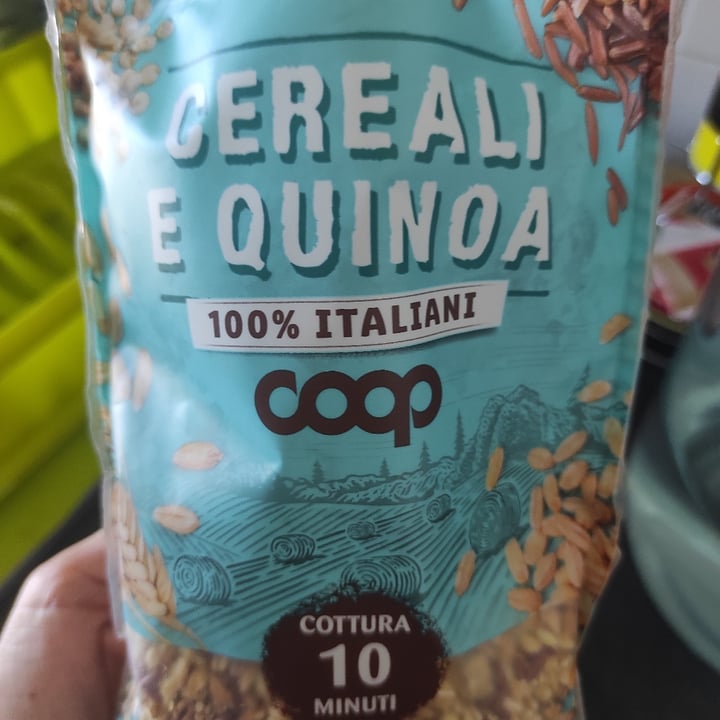 CEREALI
E QUINOA
100% ITALIANI
coop
COTTURA
10
MINUTI